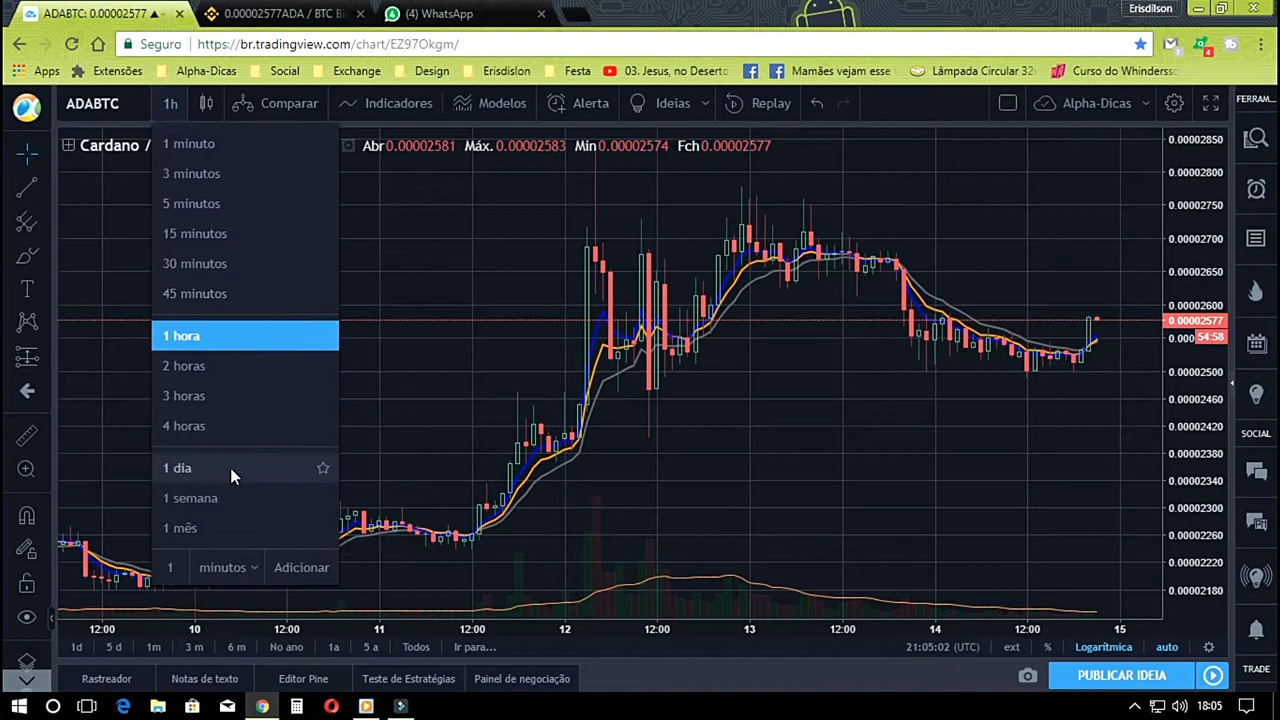 ADABTC: 0.00002577 ▲
0.00002577ADA / BTC Bi
(4) WhatsApp
Erisdilson
Seguro
https://br.tradingview.com/chart/EZ97Okgm/
Apps
Extensões
Alpha-Dicas
Social
Exchange
Design
Erisdilson
Festa
03. Jesus, no Deserto
Mamães vejam esse
Lâmpada Circular 32
Curso do Whinderss
4
ADABTC
1h
Comparar
Indicadores
Modelos
Alerta
Ideias
Replay
Alpha-Dicas
FERRAM
Cardano /
Abr0.00002581 Máx. 0.00002583 Mín0.00002574 Fch0.00002577
1 minuto
3 minutos
5 minutos
15 minutos
30 minutos
45 minutos
1 hora
2 horas
3 horas
4 horas
1 dia
1 semana
1 mês
1
minutos
Adicionar
0.00002850
0.00002800
0.00002750
0.00002700
0.00002650
0.00002600
0.00002577
54:58
0.00002500
0.00002460
0.00002420
0.00002380
0.00002340
0.00002300
0.00002260
0.00002220
0.00002180
SOCIAL
TRADE
12:00 10 12:00 11 12:00 12 12:00 13 12:00 14 12:00 15
1d 5 d 1m 3 m 6 m No ano 1a 5 a Todos Ir para...
21:05:02 (UTC) ext % Logarítmica auto
Rastreador
Notas de texto
Editor Pine
Teste de Estratégias
Painel de negociação
PUBLICAR IDEIA
18:05